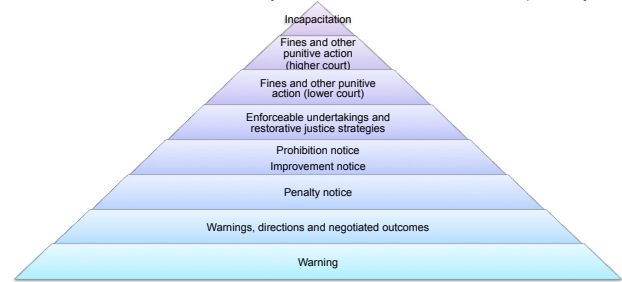 Incapacitation
Fines and other
punitive action
(higher court)
Fines and other punitive
action (lower court)
Enforceable undertakings and
restorative justice strategies
Prohibition notice
Improvement notice
Penalty notice
Warnings, directions and negotiated outcomes
Warning